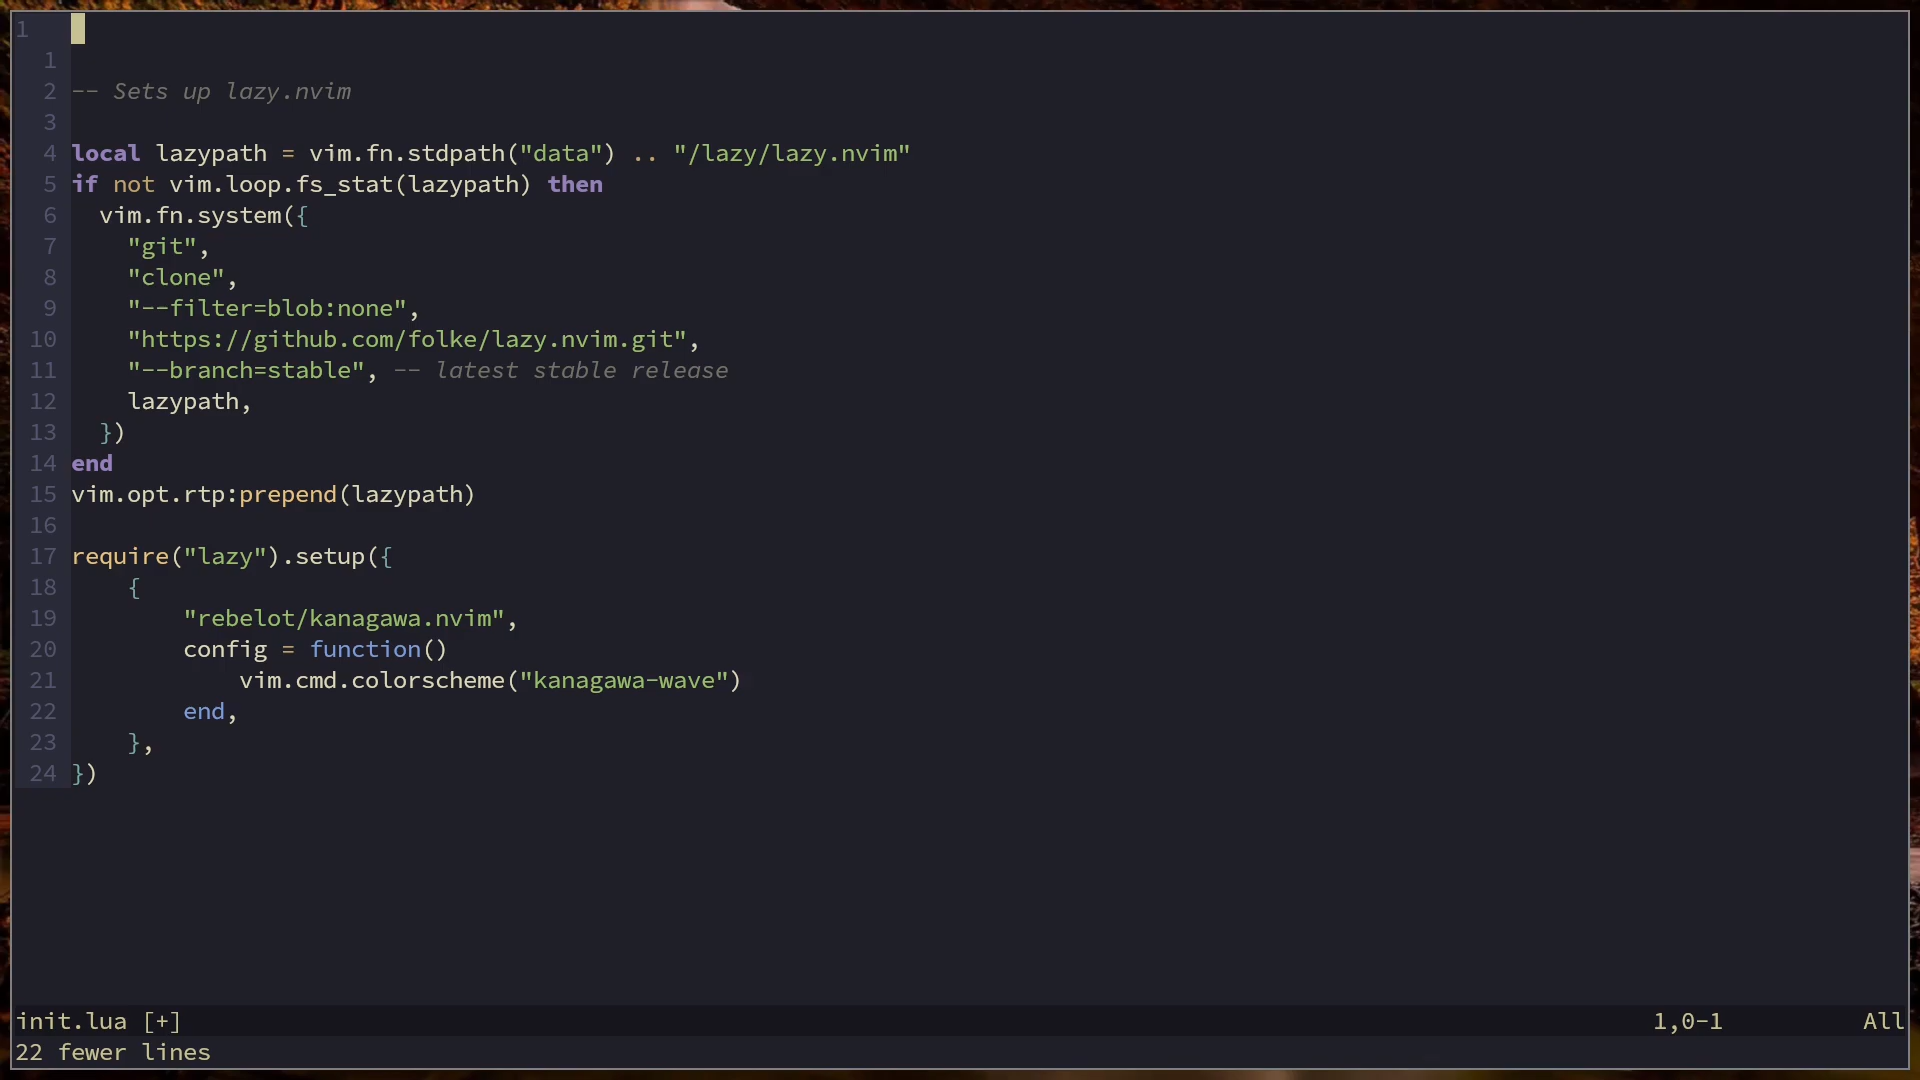 1
1
2 -- Sets up lazy.nvim
3
4 local lazypath = vim.fn.stdpath("data") .. "/lazy/lazy.nvim"
5 if not vim.loop.fs_stat(lazypath) then
6   vim.fn.system({
7     "git",
8     "clone",
9     "--filter=blob:none",
10     "https://github.com/folke/lazy.nvim.git",
11     "--branch=stable", -- latest stable release
12     lazypath,
13   })
14 end
15 vim.opt.rtp:prepend(lazypath)
16
17 require("lazy").setup({
18     {
19         "rebelot/kanagawa.nvim",
20         config = function()
21             vim.cmd.colorscheme("kanagawa-wave")
22         end,
23     },
24 })
init.lua [+] 1,0-1 All
22 fewer lines